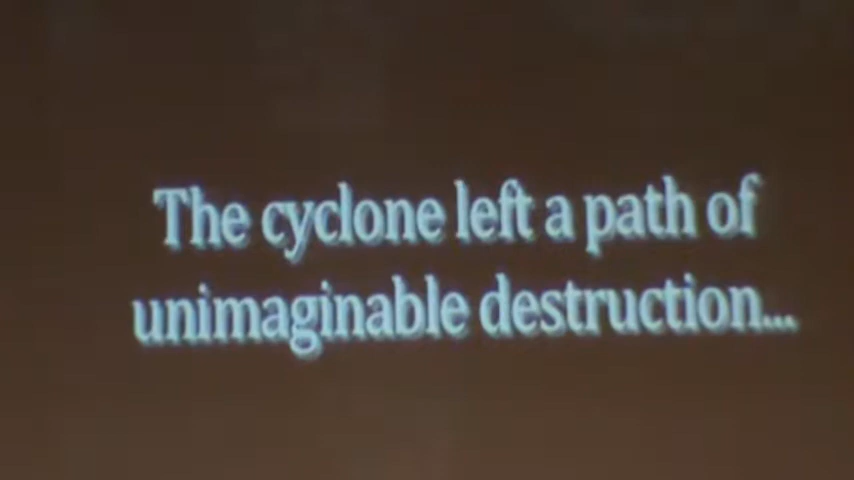 The cyclone left a path of
unimaginable destruction...